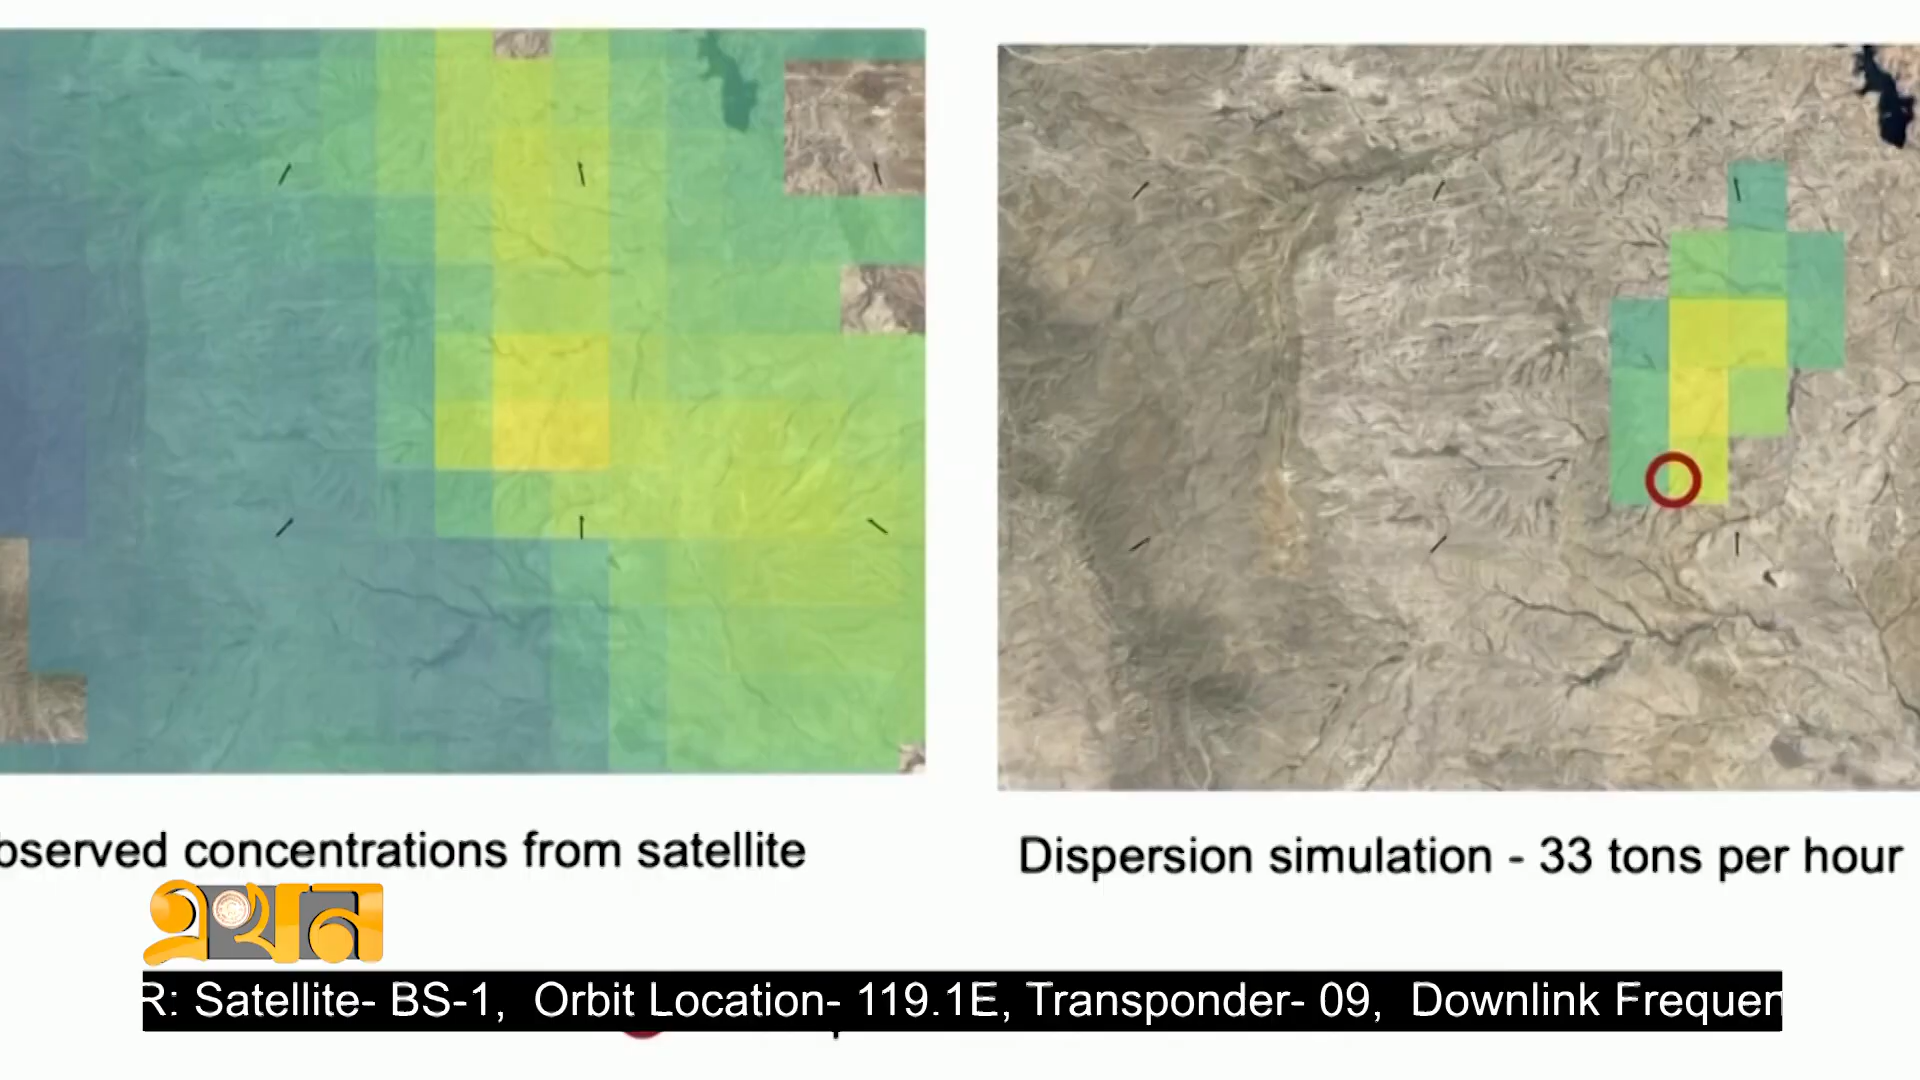 bserved concentrations from satellite
Dispersion simulation - 33 tons per hour
এখন
R: Satellite- BS-1, Orbit Location- 119.1E, Transponder- 09, Downlink Frequen